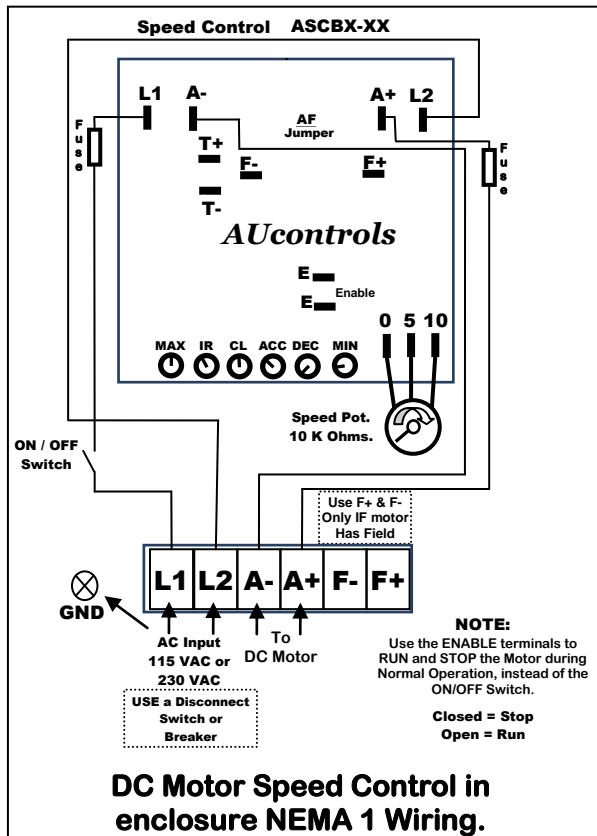 Speed Control ASCBX-XX
L1 A- AF Jumper A+ L2
Fuse
Fuse
T+
F- F+
T-
AUcontrols
E
Enable
E
0 5 10
MAX IR CL ACC DEC MIN
Speed Pot.
10 K Ohms.
ON / OFF
Switch
Use F+ & F-
Only IF motor
Has Field
L1 L2 A- A+ F- F+
GND
AC Input
115 VAC or
230 VAC
To
DC Motor
USE a Disconnect
Switch or
Breaker
NOTE:
Use the ENABLE terminals to
RUN and STOP the Motor during
Normal Operation, instead of the
ON/OFF Switch.
Closed = Stop
Open = Run
DC Motor Speed Control in
enclosure NEMA 1 Wiring.